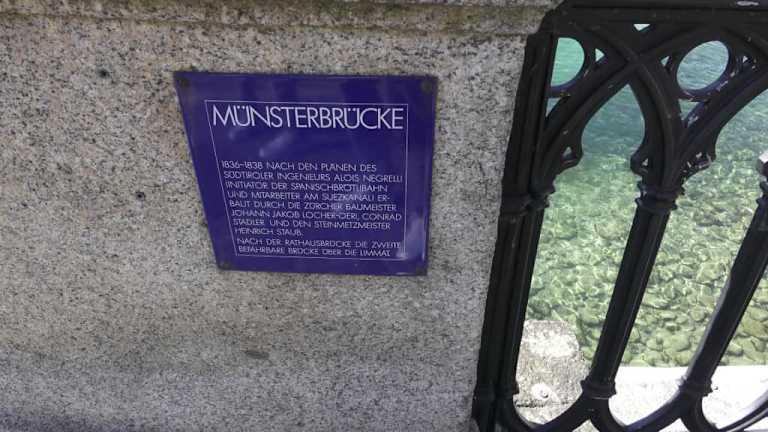 MÜNSTERBRÜCKE
1836–1838 NACH DEN PLÄNEN DES
SÜDTIROLER INGENIEURS ALOIS NEGRELLI
(INITIATOR DER SPANISCHBRÖTLIBAHN
UND MITARBEITER AM SUEZKANAL) ER-
BAUT DURCH DIE ZÜRCHER BAUMEISTER
JOHANN JAKOB LOCHER-OERI, CONRAD
STADLER UND DEN STEINMETZMEISTER
HEINRICH STAUB.
NACH DER RATHAUSBRÜCKE DIE ZWEITE
BEFAHRBARE BRÜCKE ÜBER DIE LIMMAT.